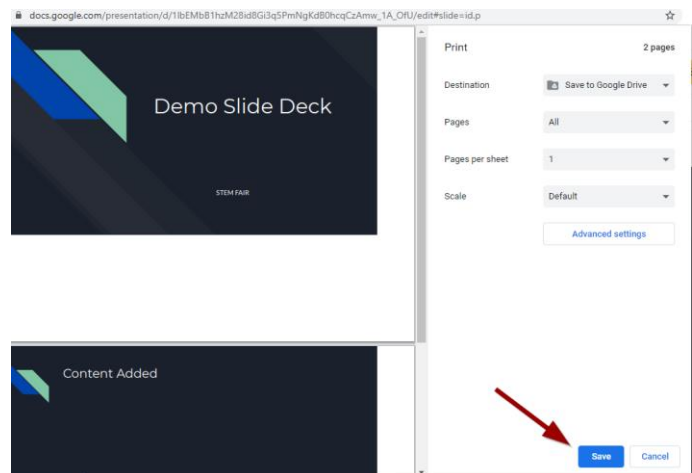 docs.google.com/presentation/d/1IbEMbB1hzM28id8Gi3q5PmNgKdB0hcqCzAmw_1A_OfU/edit#slide=id.p
Demo Slide Deck
STEM FAIR
Content Added
Print 2 pages
Destination Save to Google Drive
Pages All
Pages per sheet 1
Scale Default
Advanced settings
Save Cancel